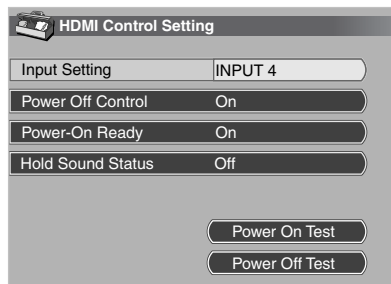 HDMI Control Setting
Input Setting INPUT 4
Power Off Control On
Power-On Ready On
Hold Sound Status Off
Power On Test
Power Off Test